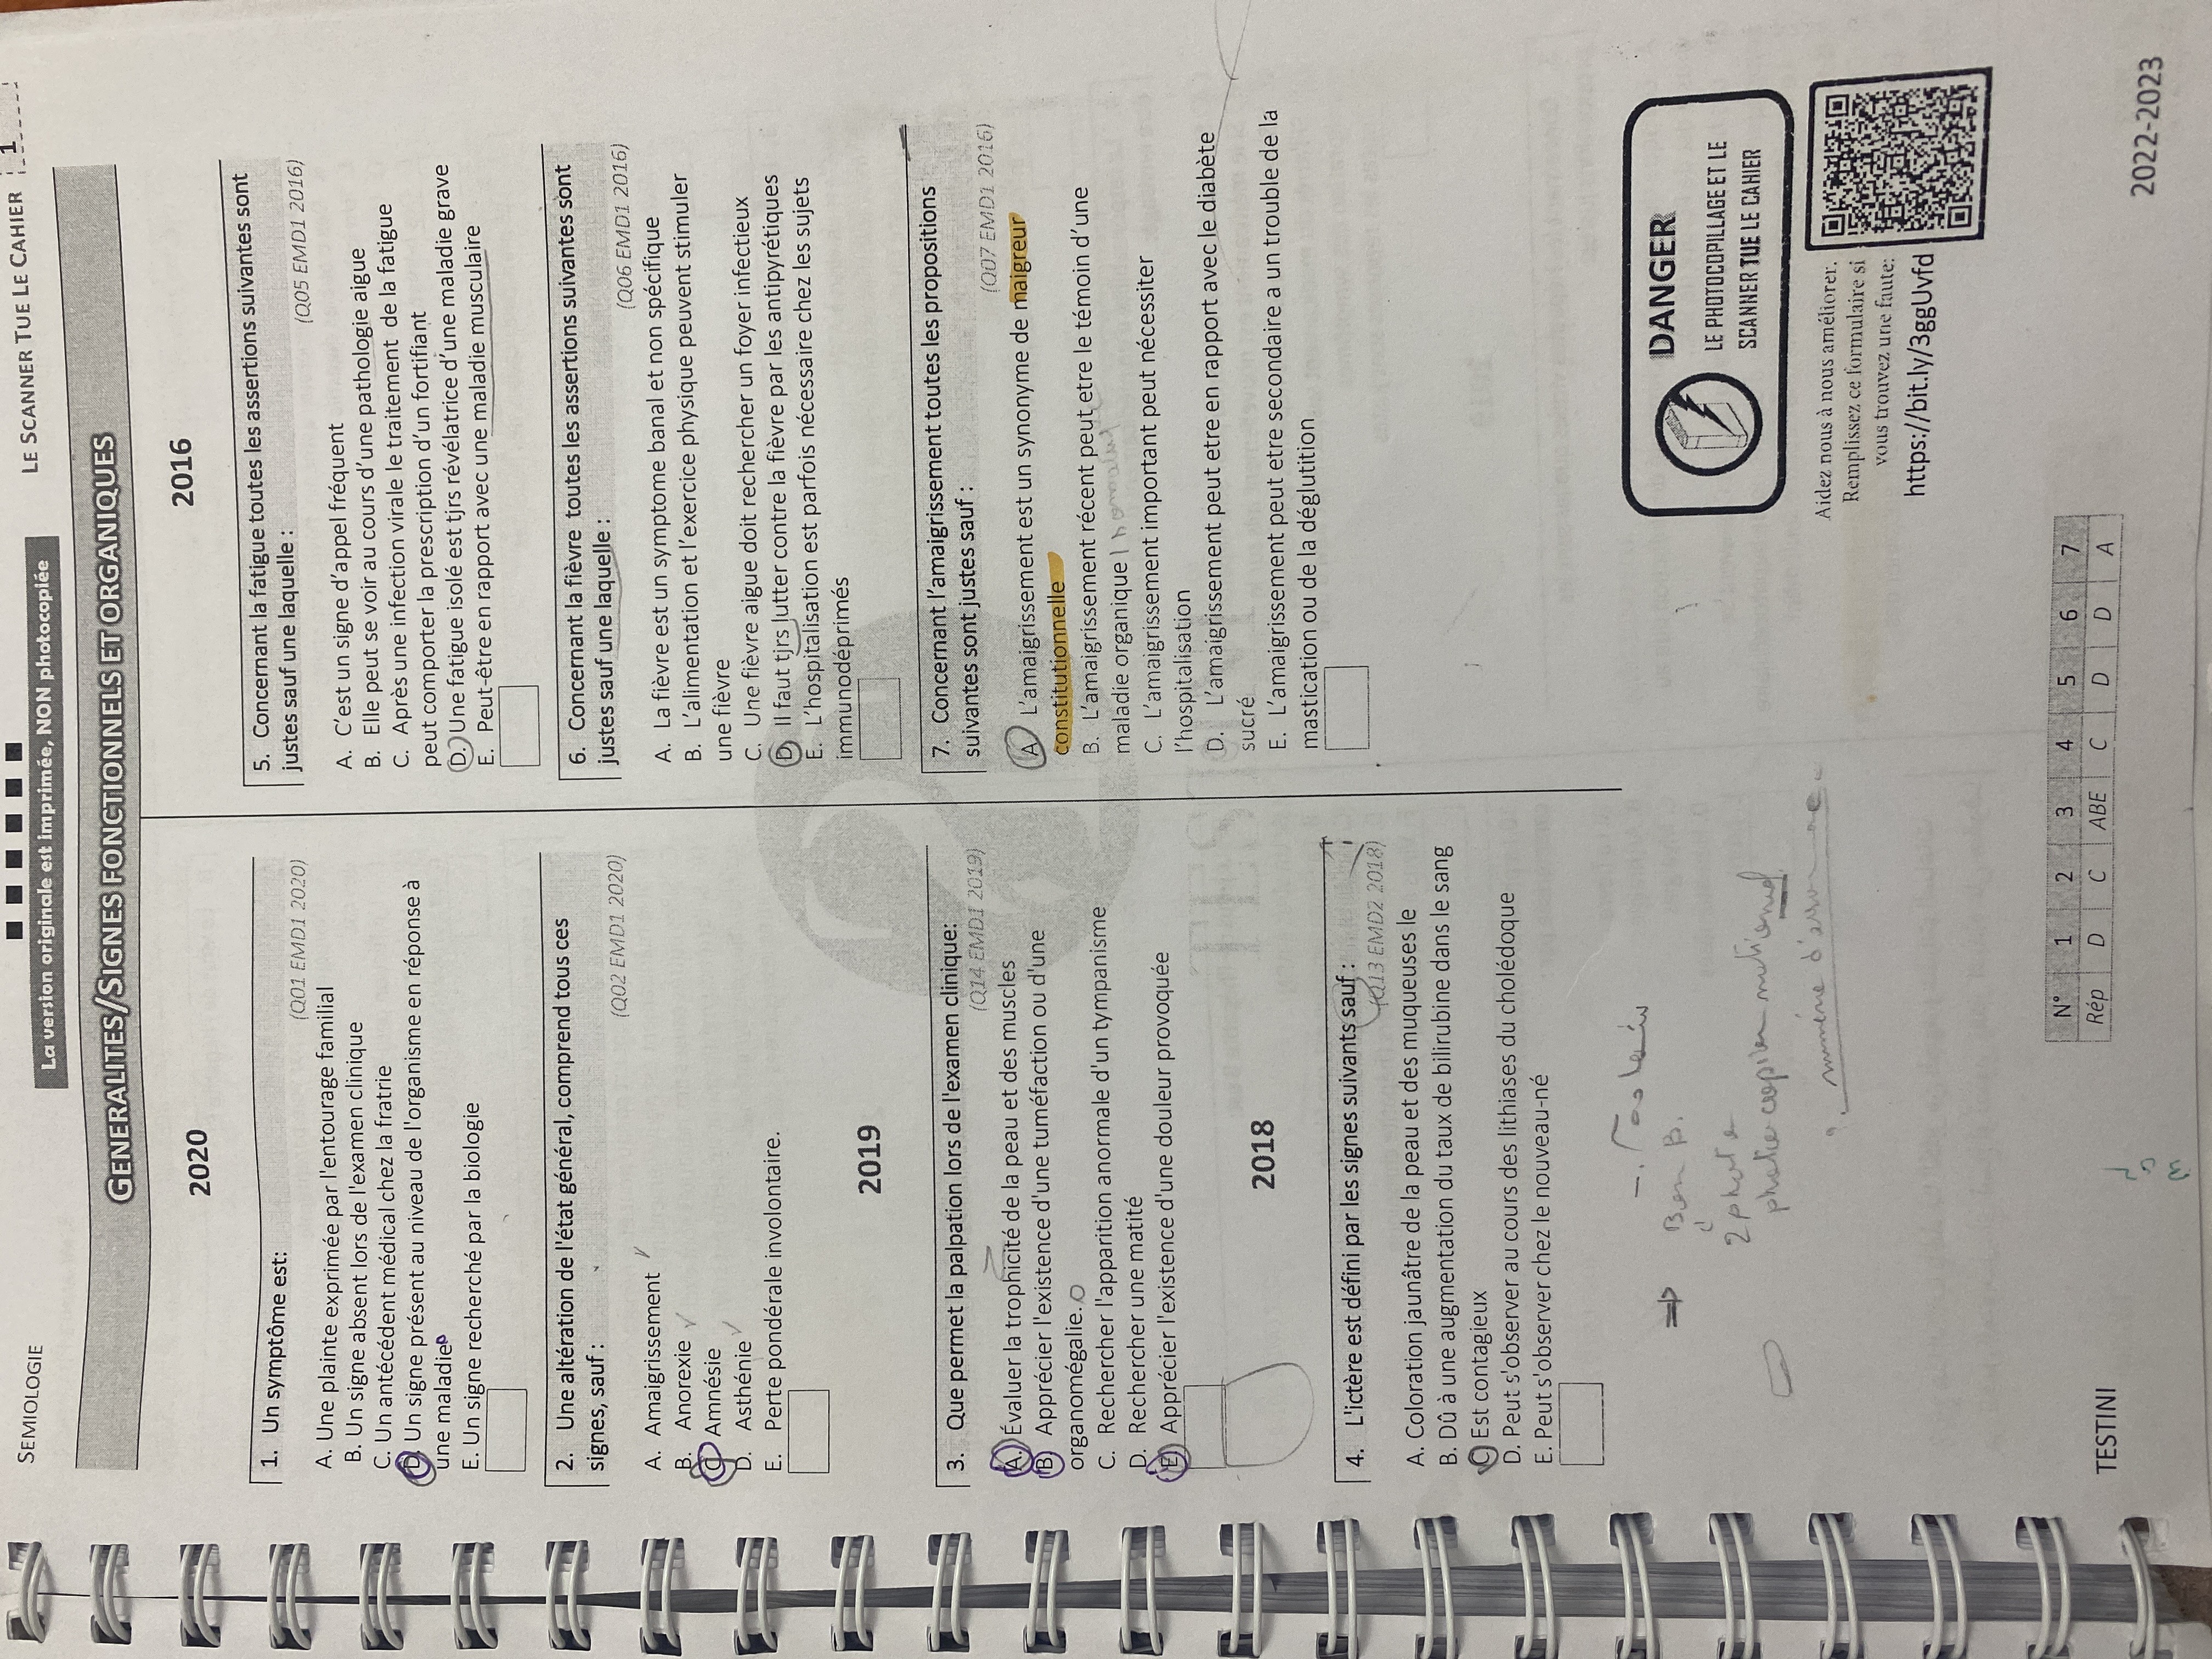 SEMIOLOGIE
La version originale est imprimée, NON photocopiée
LE SCANNER TUE LE CAHIER 1
GENERALITES/SIGNES FONCTIONNELS ET ORGANIQUES
2020
1. Un symptôme est:
(Q01 EMD1 2020)
A. Une plainte exprimée par l'entourage familial
B. Un signe absent lors de l'examen clinique
C. Un antécédent médical chez la fratrie
D. Un signe présent au niveau de l'organisme en réponse à
une maladie
E. Un signe recherché par la biologie
2. Une altération de l'état général, comprend tous ces
signes, sauf :
(Q02 EMD1 2020)
A. Amaigrissement
B. Anorexie
C. Amnésie
D. Asthénie
E. Perte pondérale involontaire.
2019
3. Que permet la palpation lors de l'examen clinique:
(Q14 EMD1 2019)
A. Évaluer la trophicité de la peau et des muscles
B. Apprécier l'existence d'une tuméfaction ou d'une
organomégalie.
C. Rechercher l'apparition anormale d'un tympanisme
D. Rechercher une matité
E. Apprécier l'existence d'une douleur provoquée
2018
4. L'ictère est défini par les signes suivants sauf :
(Q13 EMD2 2018)
A. Coloration jaunâtre de la peau et des muqueuses le
B. Dû à une augmentation du taux de bilirubine dans le sang
C. Est contagieux
D. Peut s'observer au cours des lithiases du cholédoque
E. Peut s'observer chez le nouveau-né
⇒ Ben B.
2 phot
2016
5. Concernant la fatigue toutes les assertions suivantes sont
justes sauf une laquelle :
(Q05 EMD1 2016)
A. C'est un signe d'appel fréquent
B. Elle peut se voir au cours d'une pathologie aigue
C. Après une infection virale le traitement de la fatigue
peut comporter la prescription d'un fortifiant
D. Une fatigue isolé est tjrs révélatrice d'une maladie grave
E. Peut-être en rapport avec une maladie musculaire
6. Concernant la fièvre toutes les assertions suivantes sont
justes sauf une laquelle :
(Q06 EMD1 2016)
A. La fièvre est un symptome banal et non spécifique
B. L'alimentation et l'exercice physique peuvent stimuler
une fièvre
C. Une fièvre aigue doit rechercher un foyer infectieux
D. Il faut tjrs lutter contre la fièvre par les antipyrétiques
E. L'hospitalisation est parfois nécessaire chez les sujets
immunodéprimés
7. Concernant l'amaigrissement toutes les propositions
suivantes sont justes sauf :
(Q07 EMD1 2016)
A L'amaigrissement est un synonyme de maigreur
constitutionnelle
B. L'amaigrissement récent peut etre le témoin d'une
maladie organique
C. L'amaigrissement important peut nécessiter
l'hospitalisation
D. L'amaigrissement peut etre en rapport avec le diabète
sucré
E. L'amaigrissement peut etre secondaire a un trouble de la
mastication ou de la déglutition
TESTINI
DANGER
LE PHOTOCOPILLAGE ET LE
SCANNER TUE LE CAHIER
Aidez nous à nous améliorer.
Remplissez ce formulaire si
vous trouvez une faute:
https://bit.ly/3ggUvfd
N° 1 2 3 4 5 6 7
Rép D C ABE C D D A
TESTINI
2022-2023